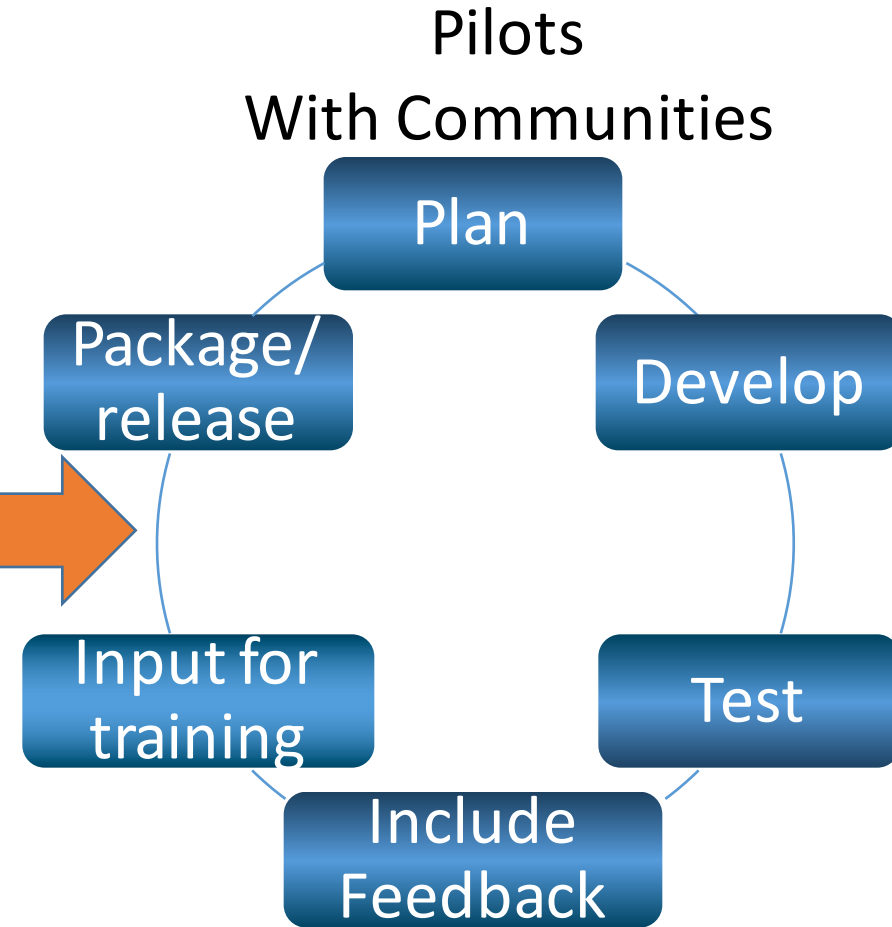 Pilots
With Communities
Plan
Develop
Test
Include
Feedback
Input for
training
Package/
release